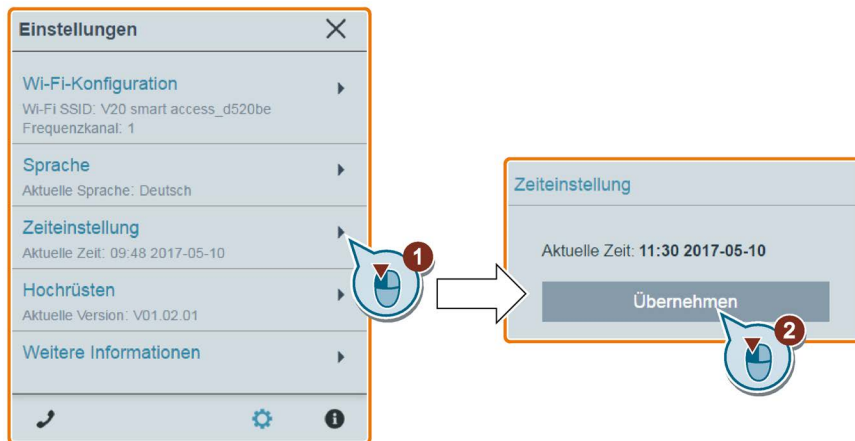 Einstellungen
Wi-Fi-Konfiguration
Wi-Fi SSID: V20 smart access_d520be
Frequenzkanal: 1
Sprache
Aktuelle Sprache: Deutsch
Zeiteinstellung
Aktuelle Zeit: 09:48 2017-05-10
1
Hochrüsten
Aktuelle Version: V01.02.01
Weitere Informationen
Zeiteinstellung
Aktuelle Zeit: 11:30 2017-05-10
Übernehmen
2